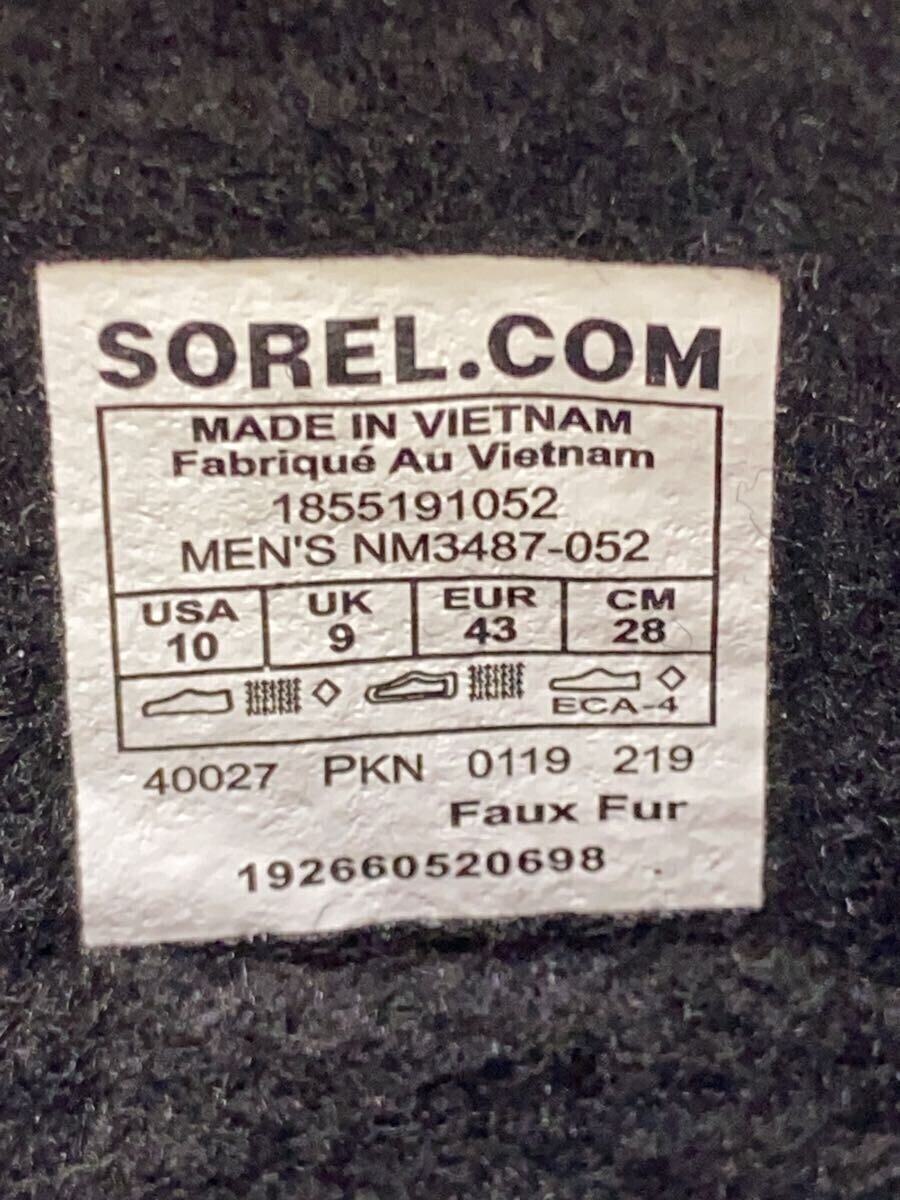 SOREL.COM
MADE IN VIETNAM
Fabriqué Au Vietnam
1855191052
MEN'S NM3487-052
USA UK EUR CM
10 9 43 28
ECA-4
40027 PKN 0119 219
Faux Fur
192660520698